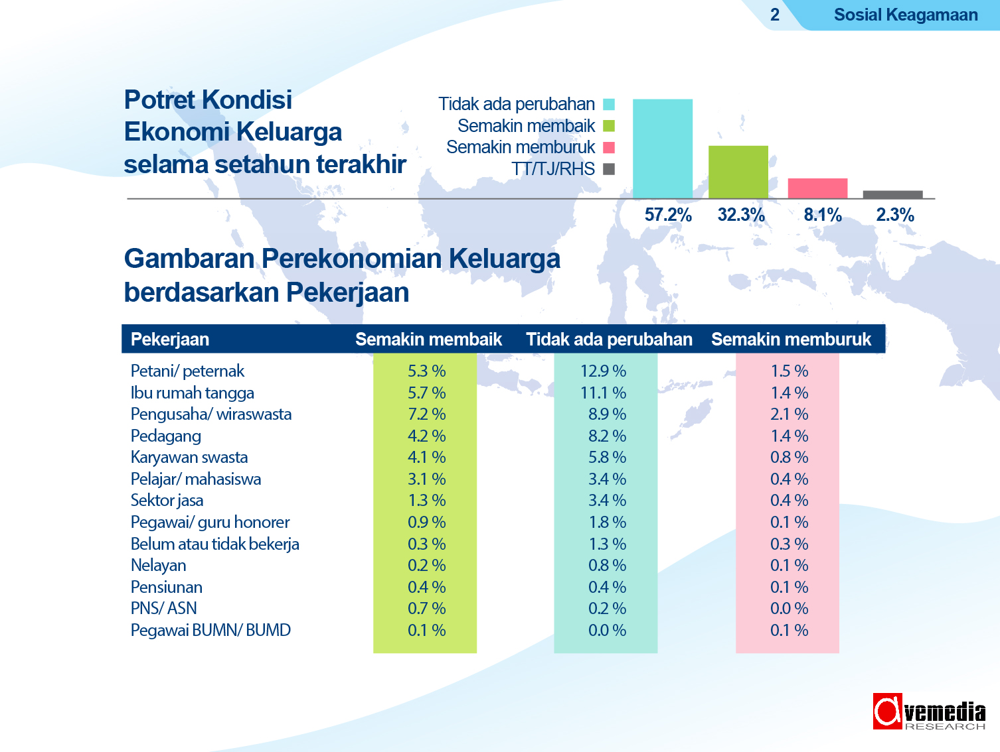 2 Sosial Keagamaan
Potret Kondisi
Ekonomi Keluarga
selama setahun terakhir
Tidak ada perubahan
Semakin membaik
Semakin memburuk
TT/TJ/RHS
57.2% 32.3% 8.1% 2.3%
Gambaran Perekonomian Keluarga
berdasarkan Pekerjaan
Pekerjaan Semakin membaik Tidak ada perubahan Semakin memburuk
Petani/ peternak 5.3 % 12.9 % 1.5 %
Ibu rumah tangga 5.7 % 11.1 % 1.4 %
Pengusaha/ wiraswasta 7.2 % 8.9 % 2.1 %
Pedagang 4.2 % 8.2 % 1.4 %
Karyawan swasta 4.1 % 5.8 % 0.8 %
Pelajar/ mahasiswa 3.1 % 3.4 % 0.4 %
Sektor jasa 1.3 % 3.4 % 0.4 %
Pegawai/ guru honorer 0.9 % 1.8 % 0.1 %
Belum atau tidak bekerja 0.3 % 1.3 % 0.3 %
Nelayan 0.2 % 0.8 % 0.1 %
Pensiunan 0.4 % 0.4 % 0.1 %
PNS/ ASN 0.7 % 0.2 % 0.0 %
Pegawai BUMN/ BUMD 0.1 % 0.0 % 0.1 %
avemedia
RESEARCH